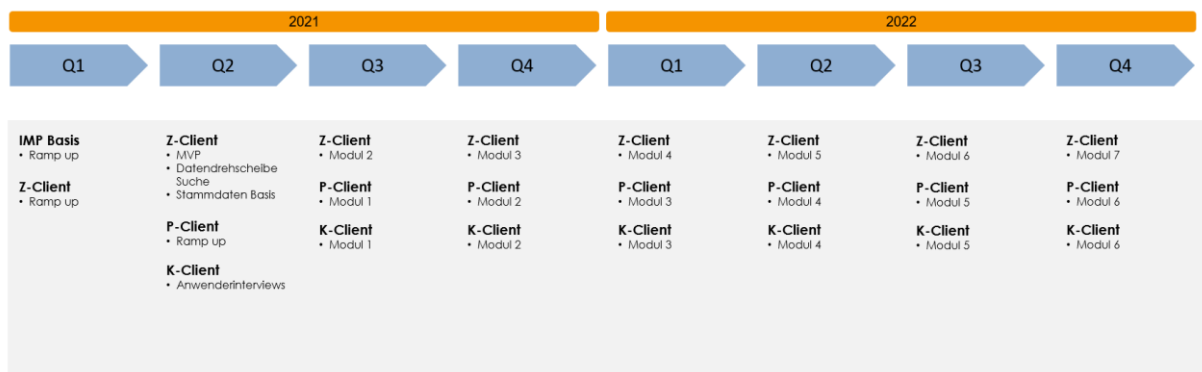 2021
2022
Q1
Q2
Q3
Q4
Q1
Q2
Q3
Q4
IMP Basis
• Ramp up
Z-Client
• Ramp up
Z-Client
• MVP
• Datendrehscheibe
Suche
• Stammdaten Basis
P-Client
• Ramp up
K-Client
• Anwenderinterviews
Z-Client
• Modul 2
P-Client
• Modul 1
K-Client
• Modul 1
Z-Client
• Modul 3
P-Client
• Modul 2
K-Client
• Modul 2
Z-Client
• Modul 4
P-Client
• Modul 3
K-Client
• Modul 3
Z-Client
• Modul 5
P-Client
• Modul 4
K-Client
• Modul 4
Z-Client
• Modul 6
P-Client
• Modul 5
K-Client
• Modul 5
Z-Client
• Modul 7
P-Client
• Modul 6
K-Client
• Modul 6